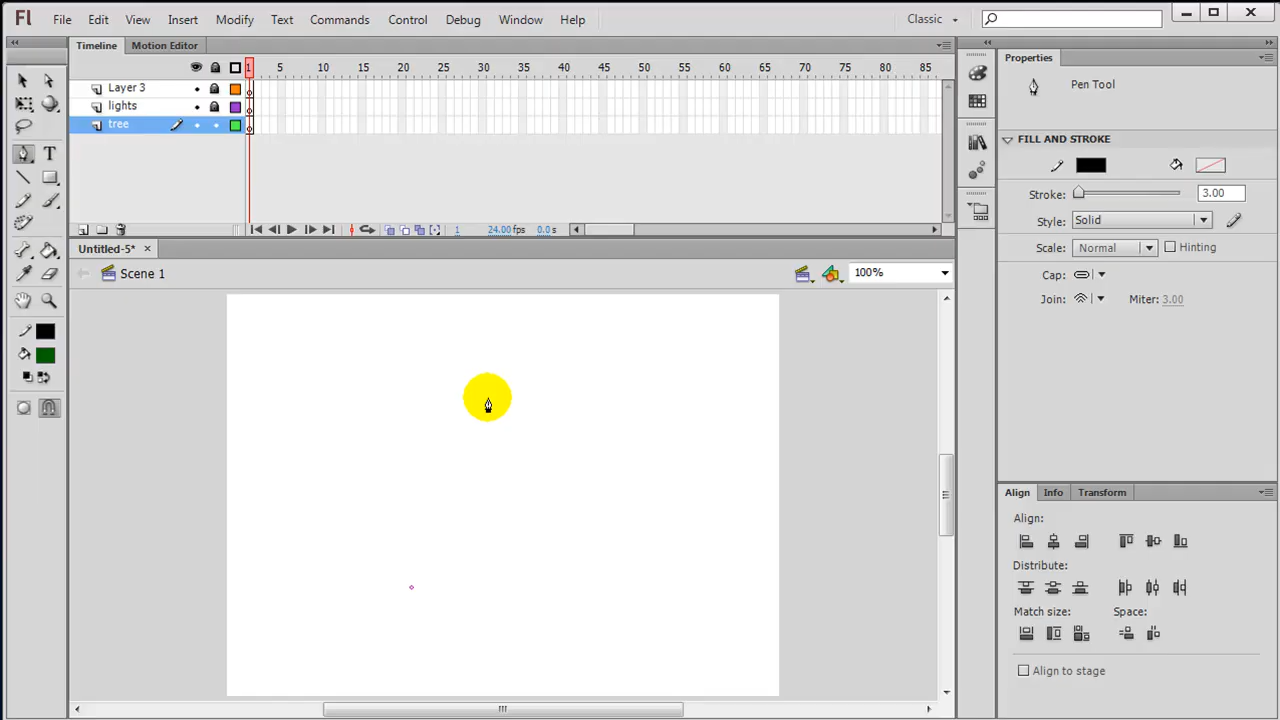 Fl File Edit View Insert Modify Text Commands Control Debug Window Help Classic
Timeline Motion Editor
1 5 10 15 20 25 30 35 40 45 50 55 60 65 70 75 80 85
Layer 3
lights
tree
1 24.00fps 0.0s
Untitled-5*
Scene 1
100%
T
Properties
Pen Tool
FILL AND STROKE
Stroke: 3.00
Style: Solid
Scale: Normal Hinting
Cap:
Join: Miter: 3.00
Align Info Transform
Align:
Distribute:
Match size: Space:
Align to stage